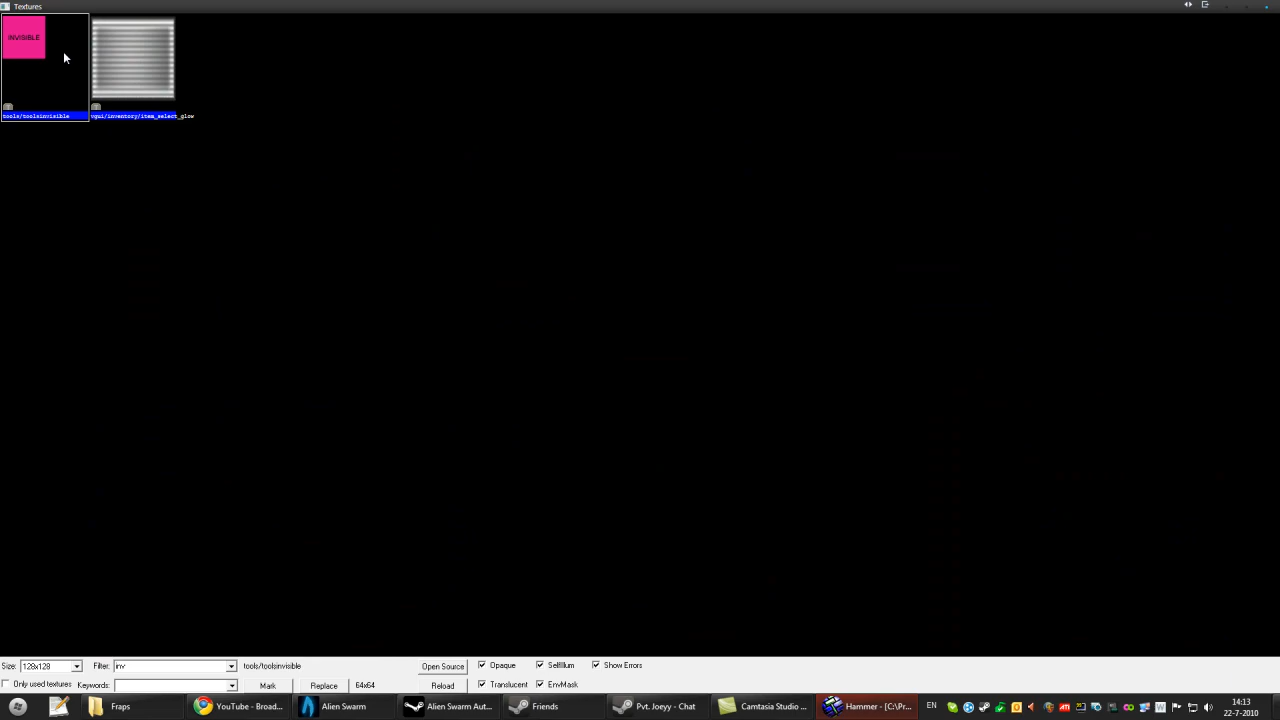 Textures
INVISIBLE
tools/toolsinvisible
vgui/inventory/item_select_glow
Size: 128x128 Filter: inv tools/toolsinvisible Open Source Opaque SelfIllum Show Errors
Only used textures Keywords: Mark Replace 64x64 Reload Translucent EnvMask
Fraps YouTube - Broad... Alien Swarm Alien Swarm Aut... Friends Pvt. Joeyy - Chat Camtasia Studio ... Hammer - [C:\Pr... EN 14:13
22-7-2010